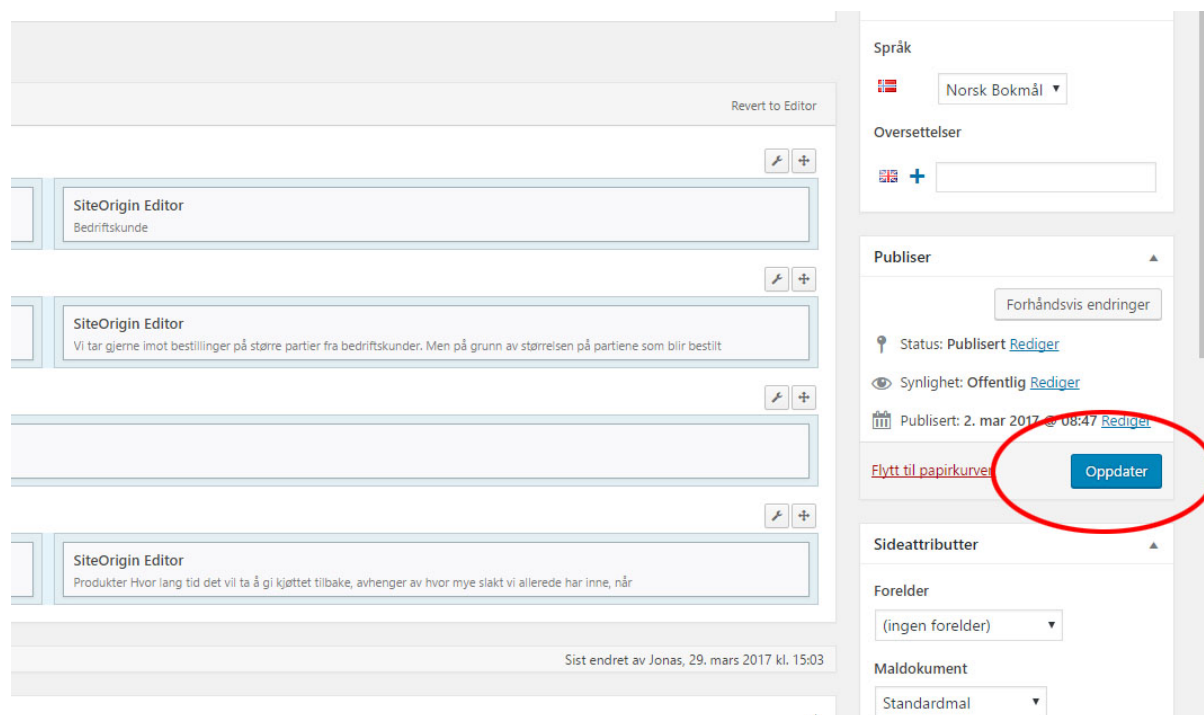 Revert to Editor
SiteOrigin Editor
Bedriftskunde
SiteOrigin Editor
Vi tar gjerne imot bestillinger på større partier fra bedriftskunder. Men på grunn av størrelsen på partiene som blir bestilt
SiteOrigin Editor
Produkter Hvor lang tid det vil ta å gi kjøttet tilbake, avhenger av hvor mye slakt vi allerede har inne, når
Sist endret av Jonas, 29. mars 2017 kl. 15:03
Språk
Norsk Bokmål
Oversettelser
Publiser
Forhåndsvis endringer
Status: Publisert Rediger
Synlighet: Offentlig Rediger
Publisert: 2. mar 2017 @ 08:47 Rediger
Flytt til papirkurven
Oppdater
Sideattributter
Forelder
(ingen forelder)
Maldokument
Standardmal